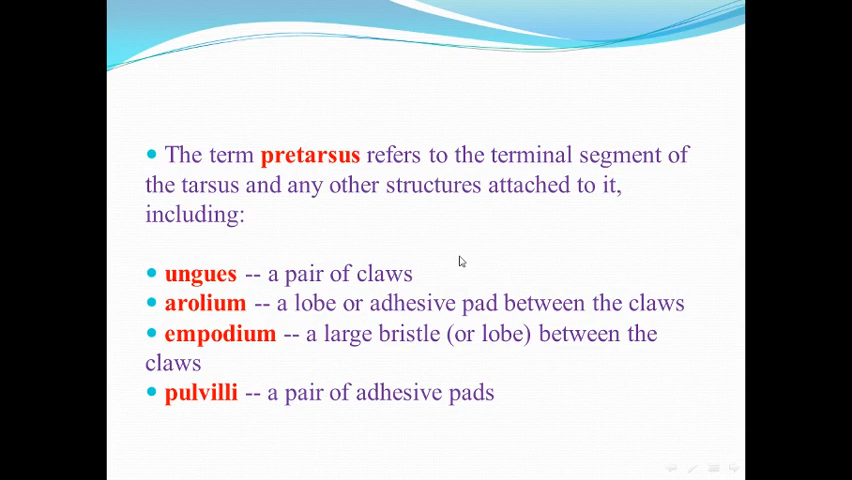 • The term pretarsus refers to the terminal segment of
the tarsus and any other structures attached to it,
including:
• ungues -- a pair of claws
• arolium -- a lobe or adhesive pad between the claws
• empodium -- a large bristle (or lobe) between the
claws
• pulvilli -- a pair of adhesive pads